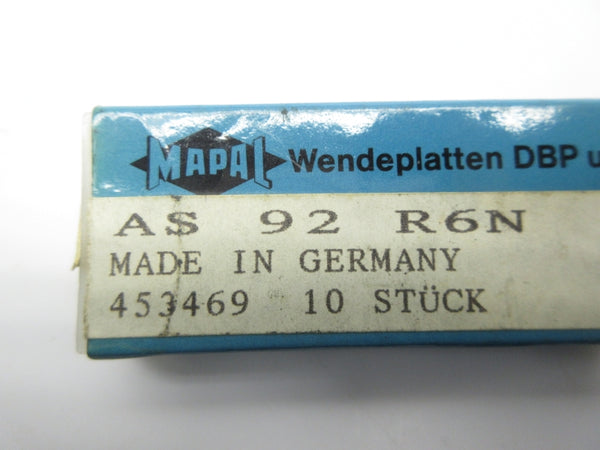 MAPAL Wendeplatten DBP u
AS 92 R6N
MADE IN GERMANY
453469 10 STÜCK